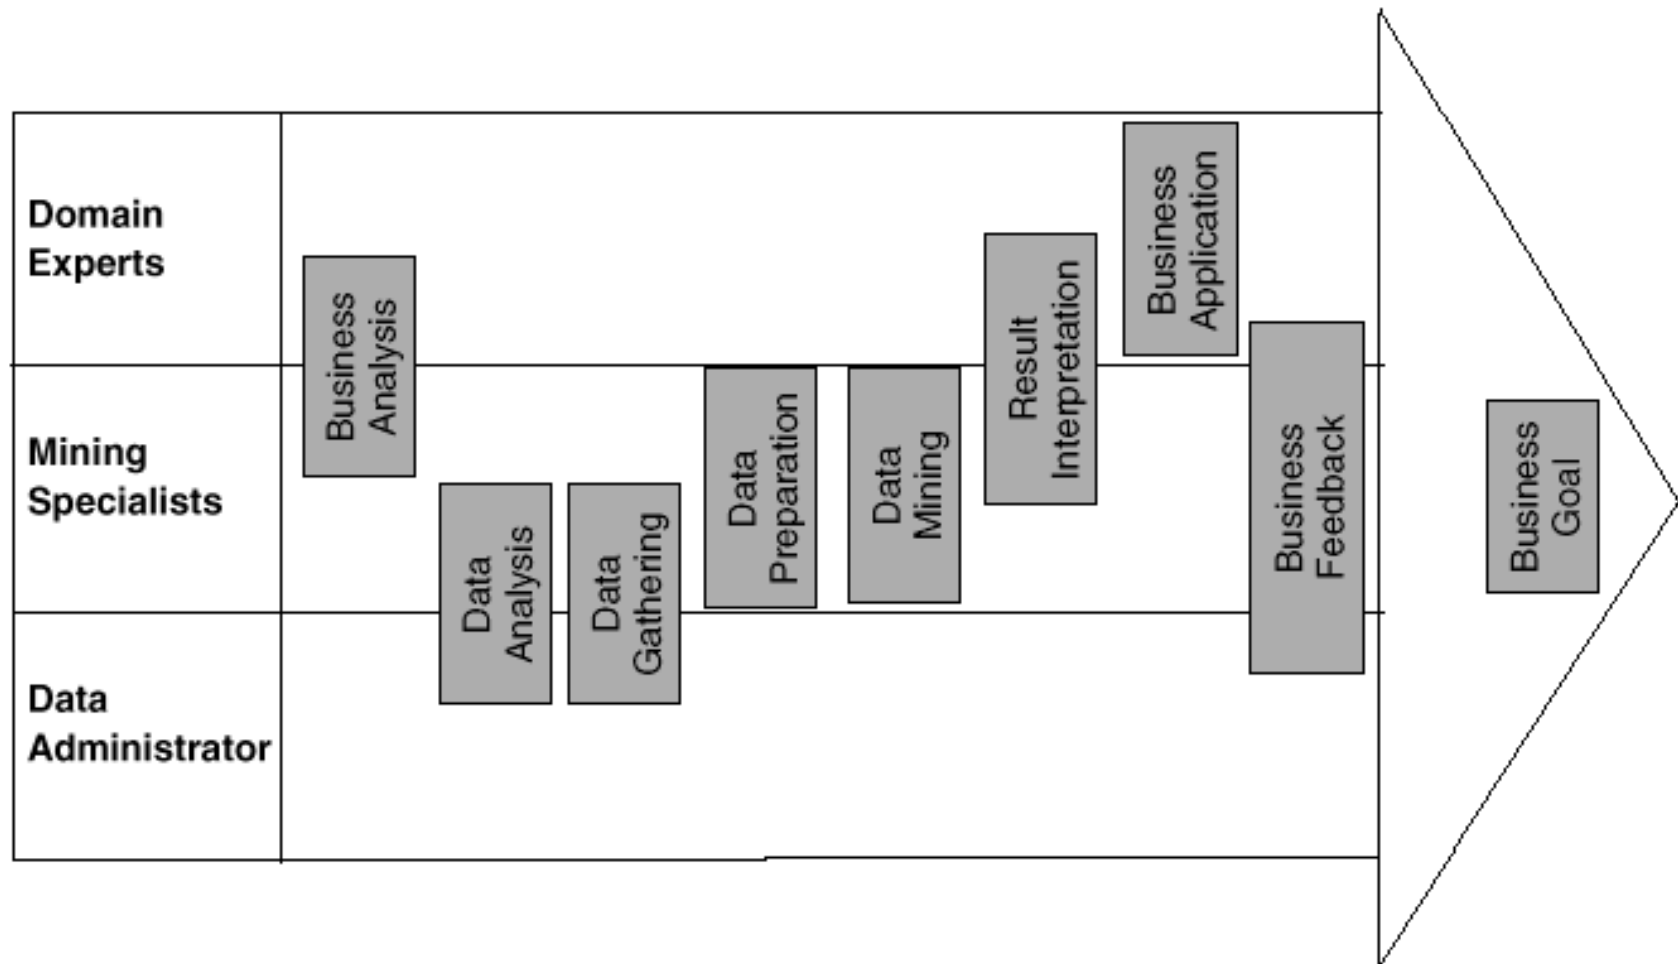 Domain
Experts
Mining
Specialists
Data
Administrator
Business
Analysis
Data
Analysis
Data
Gathering
Data
Preparation
Data
Mining
Result
Interpretation
Business
Application
Business
Feedback
Business
Goal